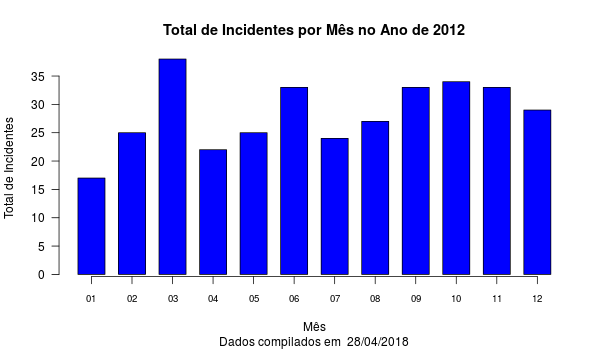 Total de Incidentes por Mês no Ano de 2012
Total de Incidentes
35
30
25
20
15
10
5
0
01 02 03 04 05 06 07 08 09 10 11 12
Mês
Dados compilados em 28/04/2018